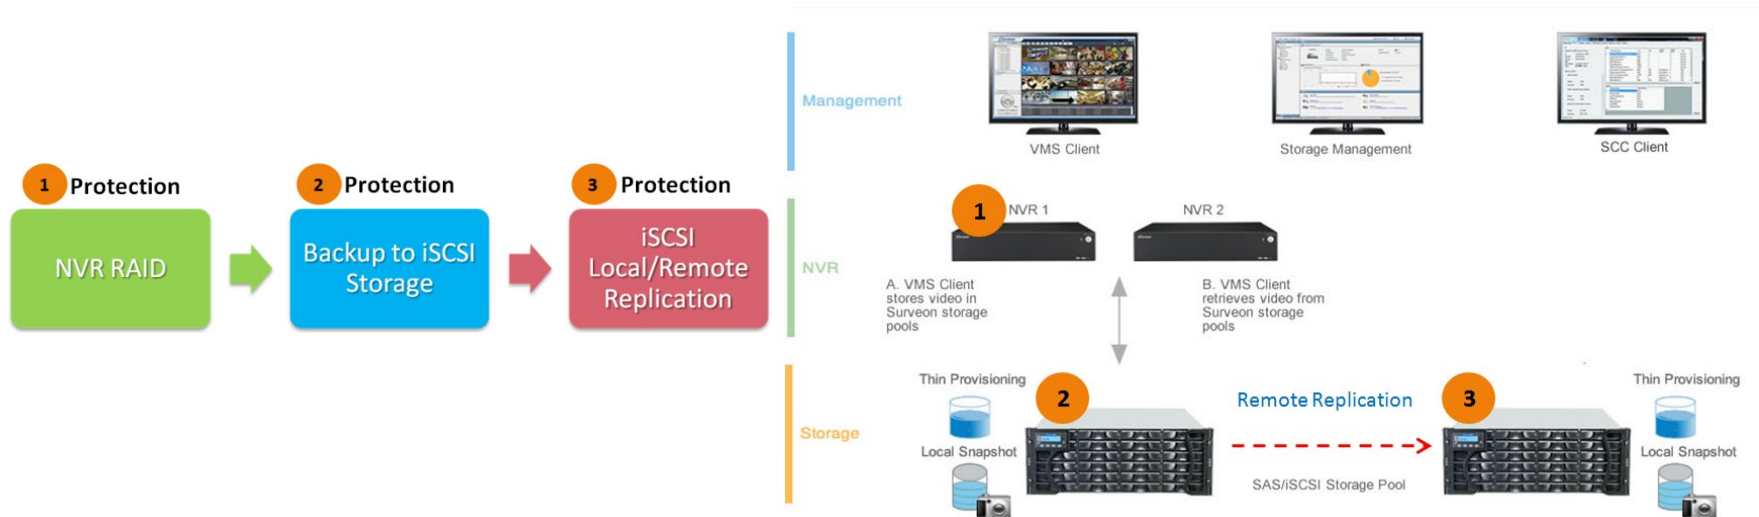 1 Protection
NVR RAID
2 Protection
Backup to iSCSI
Storage
3 Protection
iSCSI
Local/Remote
Replication
Management
VMS Client
Storage Management
SCC Client
NVR
1
NVR 1
NVR 2
A. VMS Client
stores video in
Surveon storage
pools
B. VMS Client
retrieves video from
Surveon storage
pools
Storage
Thin Provisioning
Local Snapshot
2
Remote Replication
SAS/iSCSI Storage Pool
3
Thin Provisioning
Local Snapshot